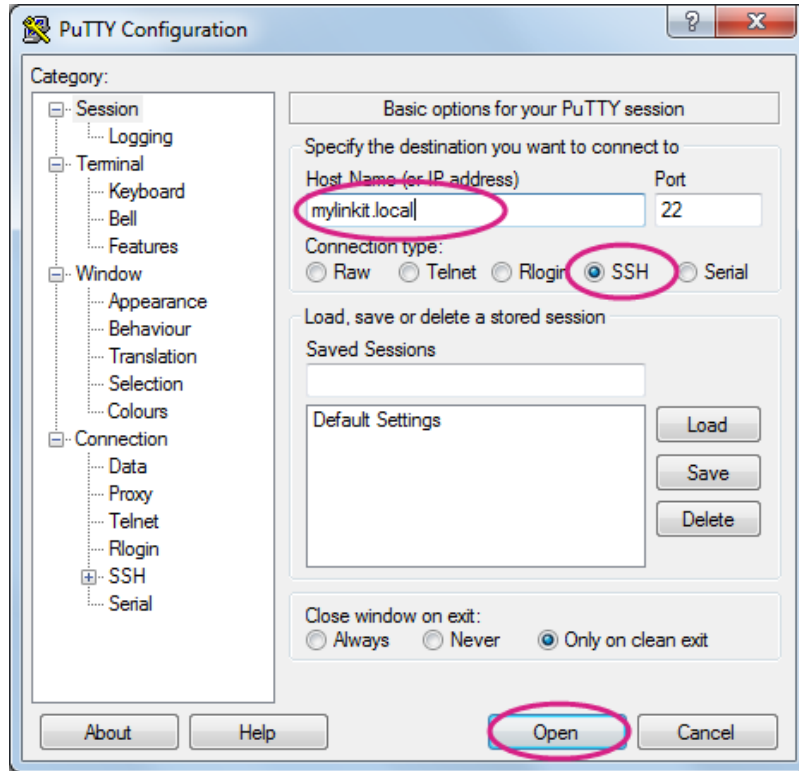 PuTTY Configuration
Category:
Session
Logging
Terminal
Keyboard
Bell
Features
Window
Appearance
Behaviour
Translation
Selection
Colours
Connection
Data
Proxy
Telnet
Rlogin
SSH
Serial
Basic options for your PuTTY session
Specify the destination you want to connect to
Host Name (or IP address) Port
mylinkit.local 22
Connection type:
Raw Telnet Rlogin SSH Serial
Load, save or delete a stored session
Saved Sessions
Default Settings
Load
Save
Delete
Close window on exit:
Always Never Only on clean exit
About Help Open Cancel